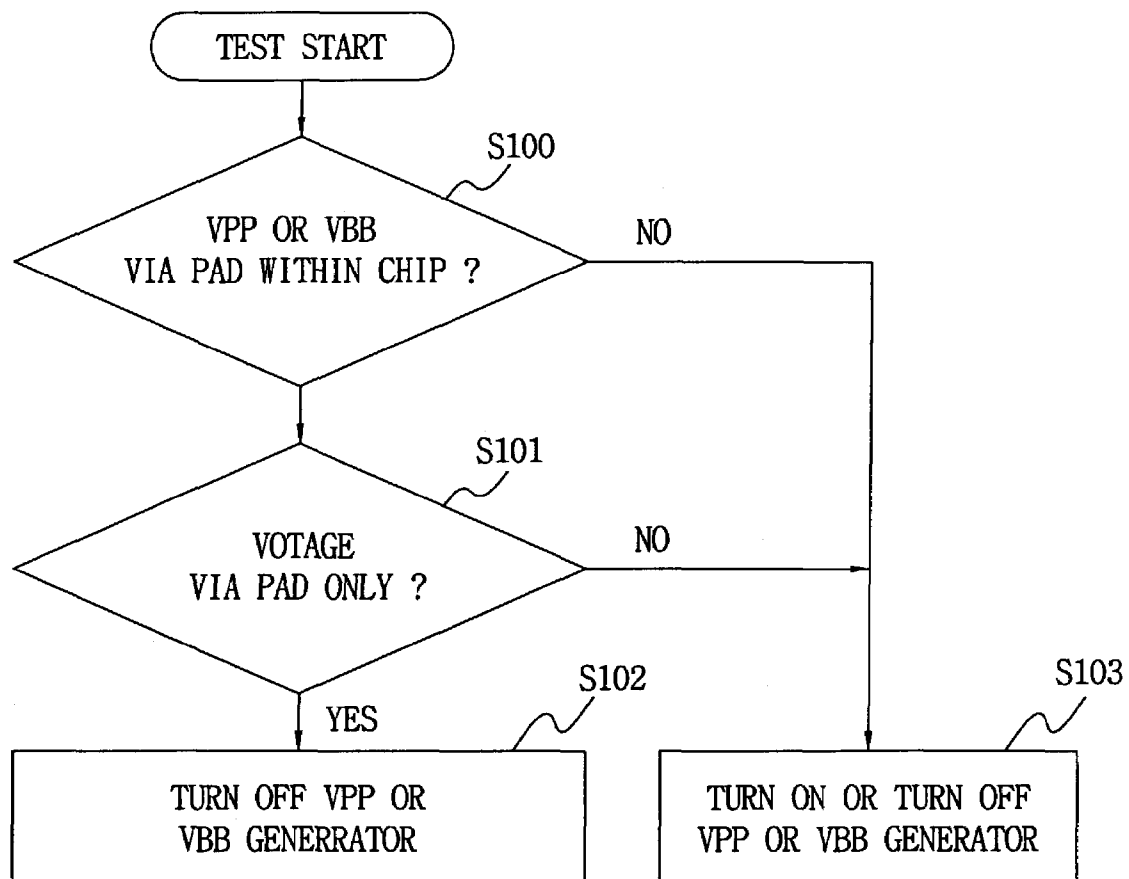 TEST START
S100
VPP OR VBB
VIA PAD WITHIN CHIP ?
NO
S101
VOTAGE
VIA PAD ONLY ?
NO
YES
S102
S103
TURN OFF VPP OR
VBB GENERRATOR
TURN ON OR TURN OFF
VPP OR VBB GENERATOR